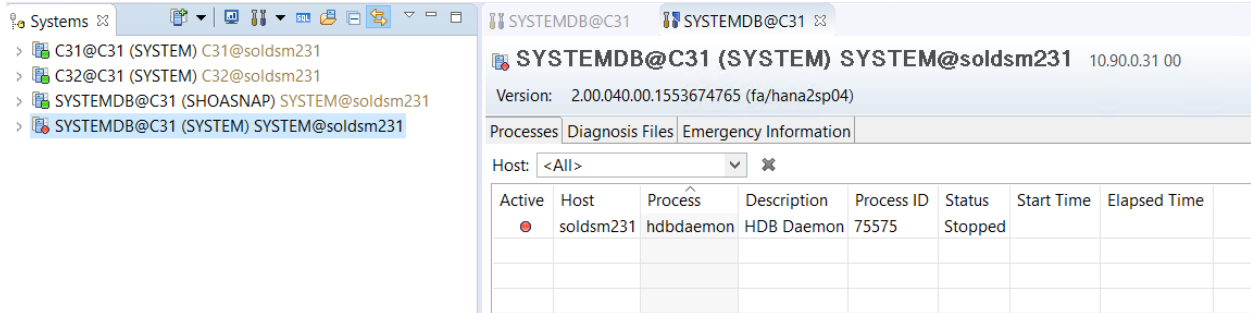 Systems
C31@C31 (SYSTEM) C31@soldsm231
C32@C31 (SYSTEM) C32@soldsm231
SYSTEMDB@C31 (SHOASNAP) SYSTEM@soldsm231
SYSTEMDB@C31 (SYSTEM) SYSTEM@soldsm231
SYSTEMDB@C31 SYSTEMDB@C31
SYSTEMDB@C31 (SYSTEM) SYSTEM@soldsm231 10.90.0.31 00
Version: 2.00.040.00.1553674765 (fa/hana2sp04)
Processes Diagnosis Files Emergency Information
Host: <All>
Active Host Process Description Process ID Status Start Time Elapsed Time
soldsm231 hdbdaemon HDB Daemon 75575 Stopped